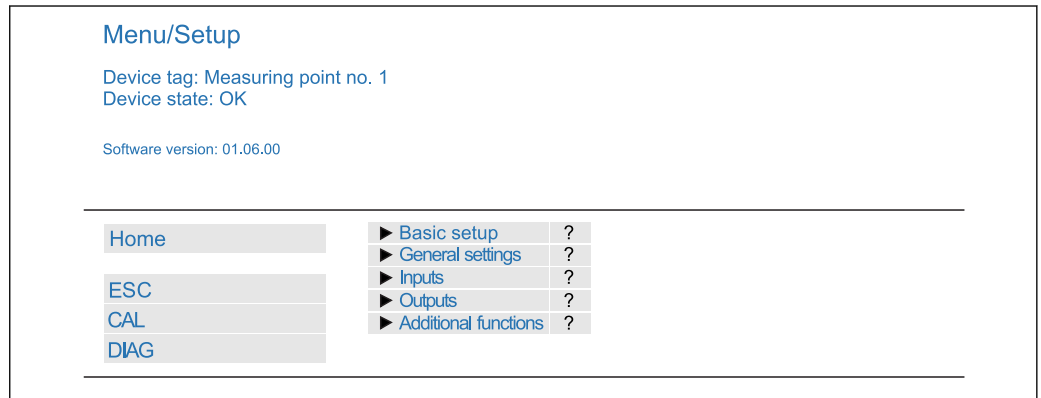 Menu/Setup
Device tag: Measuring point no. 1
Device state: OK
Software version: 01.06.00
Home
ESC
CAL
DIAG
► Basic setup ?
► General settings ?
► Inputs ?
► Outputs ?
► Additional functions ?